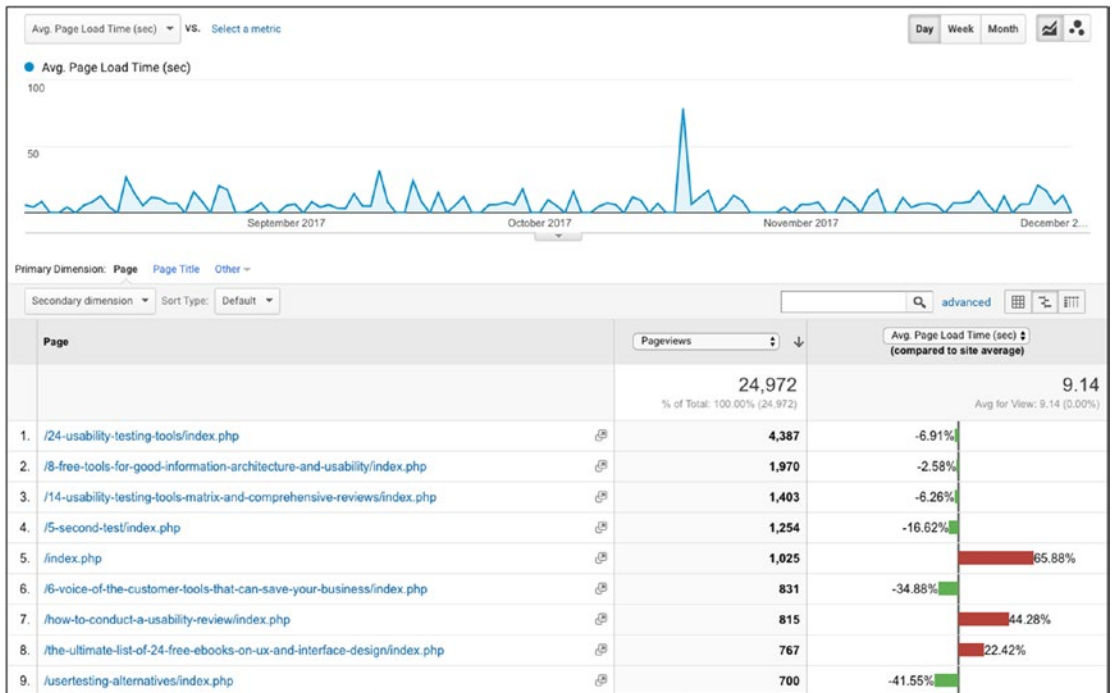 Avg. Page Load Time (sec) VS. Select a metric Day Week Month
Avg. Page Load Time (sec)
100
50
September 2017 October 2017 November 2017 December 2...
Primary Dimension: Page Page Title Other
Secondary dimension Sort Type: Default advanced
Page Pageviews Avg. Page Load Time (sec)
(compared to site average)
24,972 9.14
% of Total: 100.00% (24,972) Avg for View: 9.14 (0.00%)
1. /24-usability-testing-tools/index.php 4,387 -6.91%
2. /8-free-tools-for-good-information-architecture-and-usability/index.php 1,970 -2.58%
3. /14-usability-testing-tools-matrix-and-comprehensive-reviews/index.php 1,403 -6.26%
4. /5-second-test/index.php 1,254 -16.62%
5. /index.php 1,025 65.88%
6. /6-voice-of-the-customer-tools-that-can-save-your-business/index.php 831 -34.88%
7. /how-to-conduct-a-usability-review/index.php 815 44.28%
8. /the-ultimate-list-of-24-free-ebooks-on-ux-and-interface-design/index.php 767 22.42%
9. /usertesting-alternatives/index.php 700 -41.55%